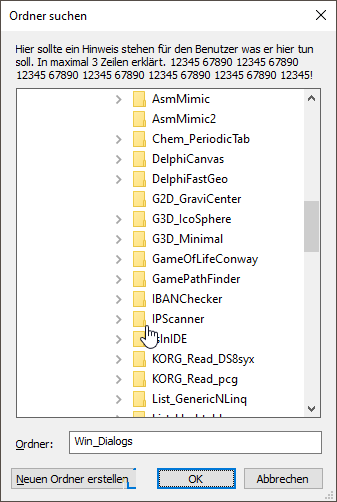 Ordner suchen
Hier sollte ein Hinweis stehen für den Benutzer was er hier tun
soll. In maximal 3 Zeilen erklärt. 12345 67890 12345 67890
12345 67890 12345 67890 12345 67890 12345 67890 12345!
AsmMimic
AsmMimic2
Chem_PeriodicTab
DelphiCanvas
DelphiFastGeo
G2D_GraviCenter
G3D_IcoSphere
G3D_Minimal
GameOfLifeConway
GamePathFinder
IBANChecker
IPScanner
KORG_Read_DS8syx
KORG_Read_pcg
List_GenericNLinq
Ordner:
Win_Dialogs
Neuen Ordner erstellen
OK
Abbrechen